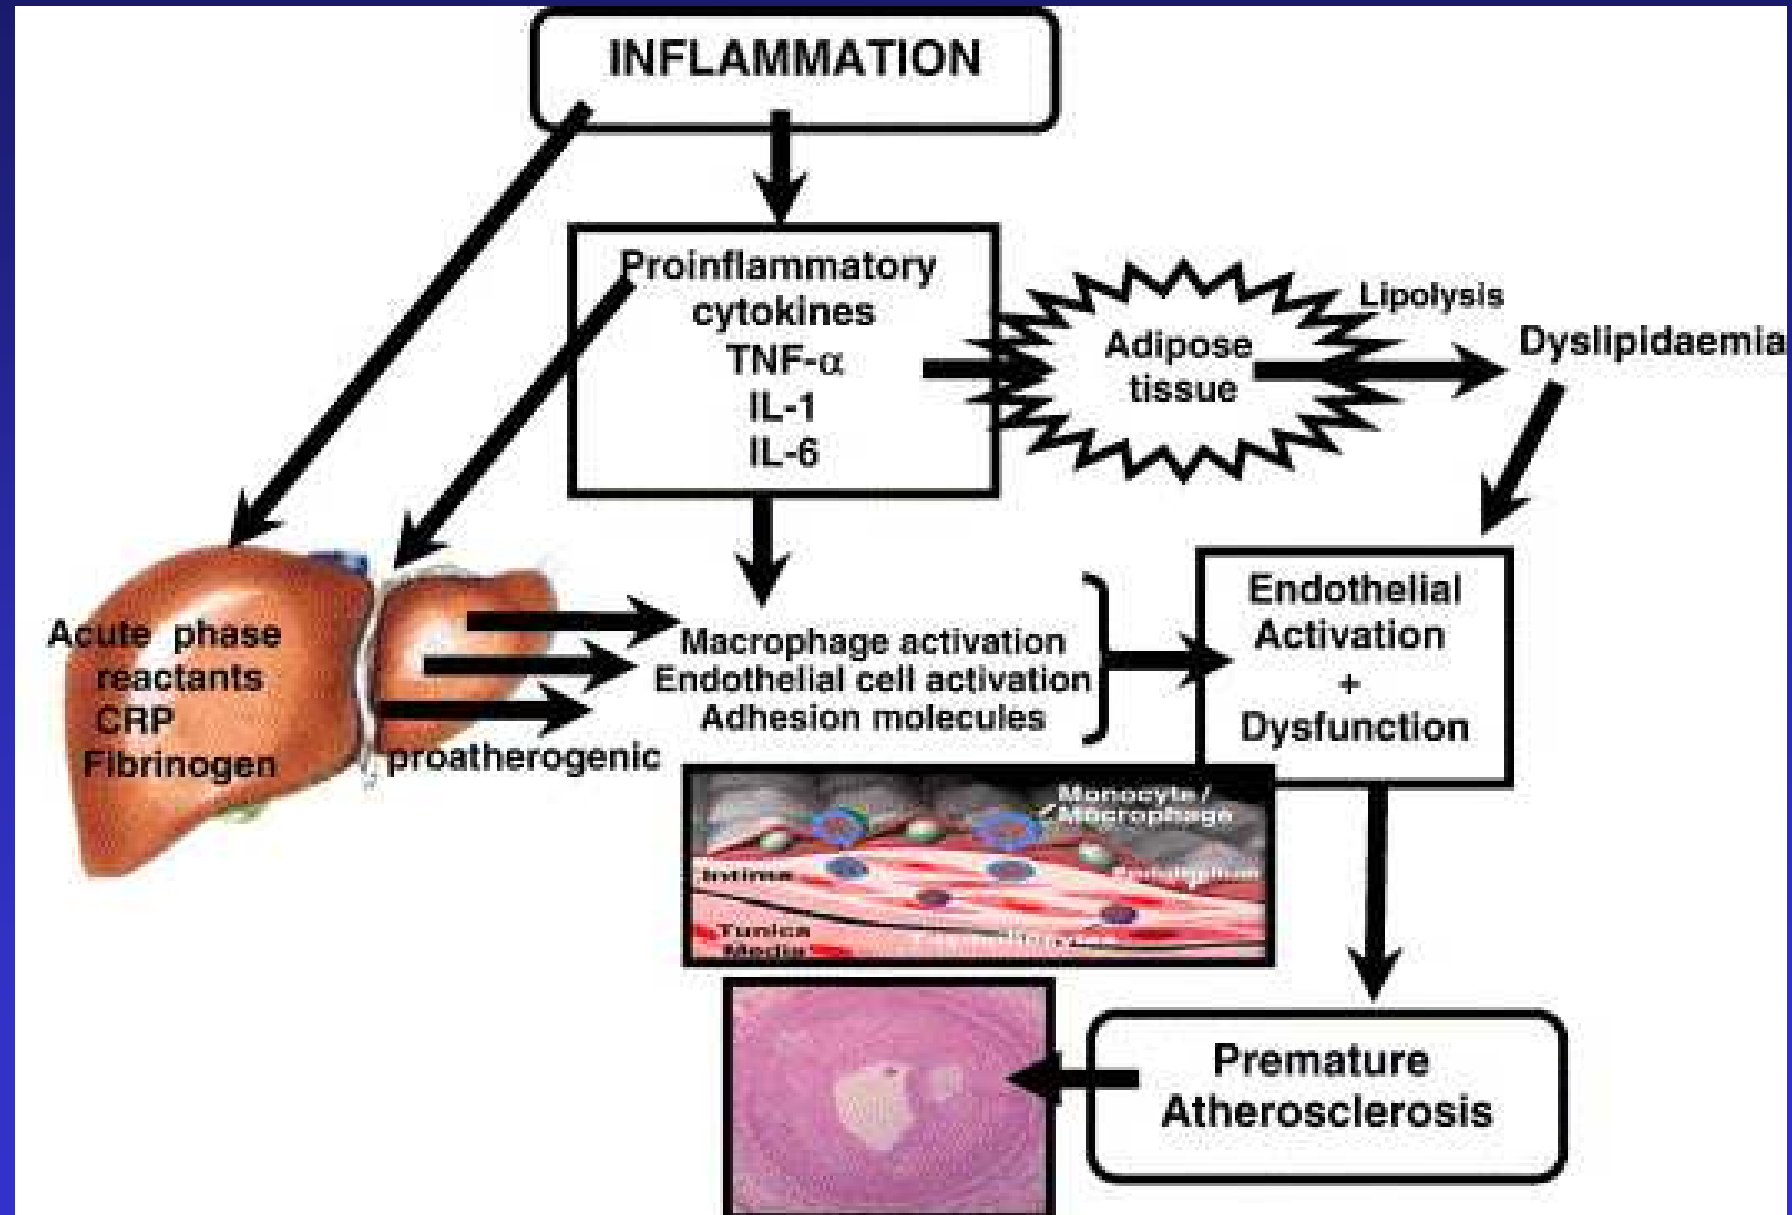 INFLAMMATION
Proinflammatory
cytokines
TNF-α
IL-1
IL-6
Adipose
tissue
Lipolysis
Dyslipidaemia
Acute phase
reactants
CRP
Fibrinogen
proatherogenic
Macrophage activation
Endothelial cell activation
Adhesion molecules
Endothelial
Activation
+
Dysfunction
Monocyte/
Macrophage
Intima
Tunica
Media
Premature
Atherosclerosis